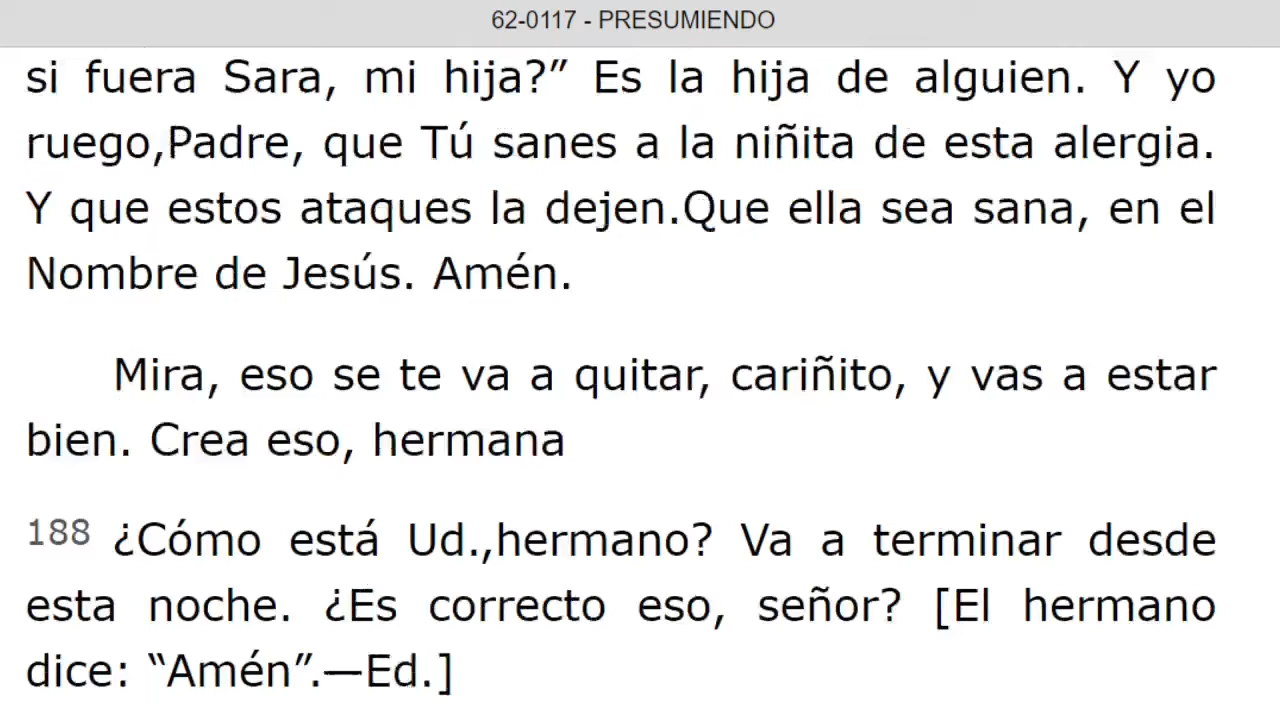 62-0117 - PRESUMIENDO
si fuera Sara, mi hija?” Es la hija de alguien. Y yo
ruego,Padre, que Tú sanes a la niñita de esta alergia.
Y que estos ataques la dejen.Que ella sea sana, en el
Nombre de Jesús. Amén.
Mira, eso se te va a quitar, cariñito, y vas a estar
bien. Crea eso, hermana
188 ¿Cómo está Ud.,hermano? Va a terminar desde
esta noche. ¿Es correcto eso, señor? [El hermano
dice: “Amén”.—Ed.]